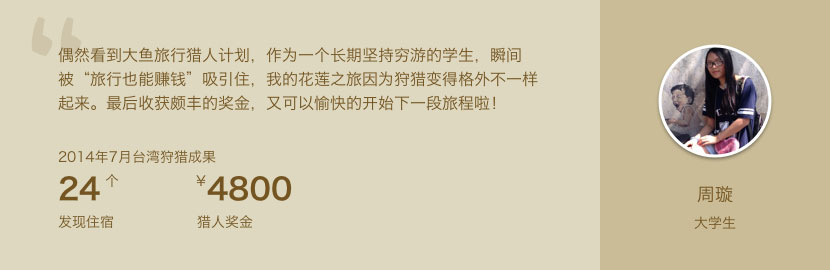 偶然看到大鱼旅行猎人计划，作为一个长期坚持穷游的学生，瞬间
被“旅行也能赚钱”吸引住，我的花莲之旅因为狩猎变得格外不一样
起来。最后收获颇丰的奖金，又可以愉快的开始下一段旅程啦！
2014年7月台湾狩猎成果
24个 ¥4800
发现住宿 猎人奖金
周璇
大学生